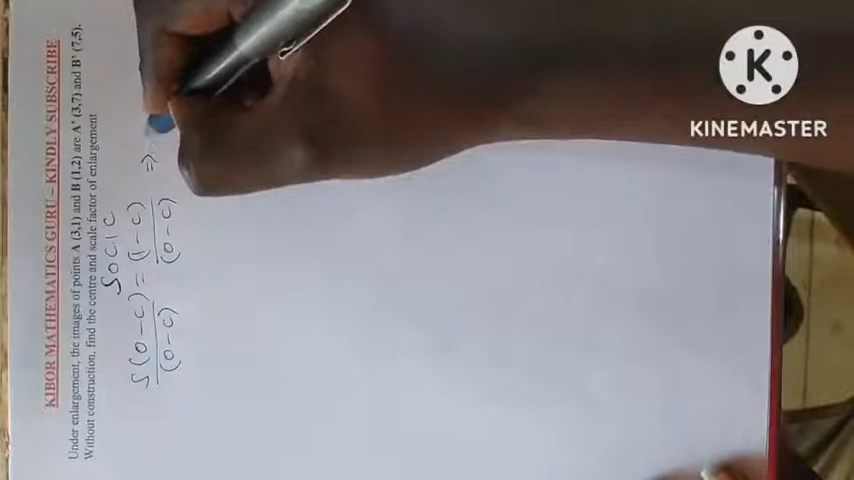 KIBOR MATHEMATICS GURU – KINDLY SUBSCRIBE
Under enlargement, the images of points A (3,1) and B (1,2) are A' (3,7) and B' (7,5).
Without construction, find the centre and scale factor of enlargement
SOCIC
S(O-C) = (I-C) ⇒
(O-C) (O-C)
KINEMASTER